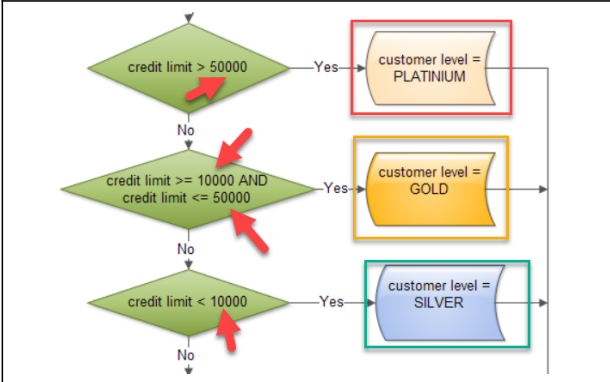 credit limit > 50000
Yes
customer level =
PLATINIUM
No
credit limit >= 10000 AND
credit limit <= 50000
Yes
customer level =
GOLD
No
credit limit < 10000
Yes
customer level =
SILVER
No